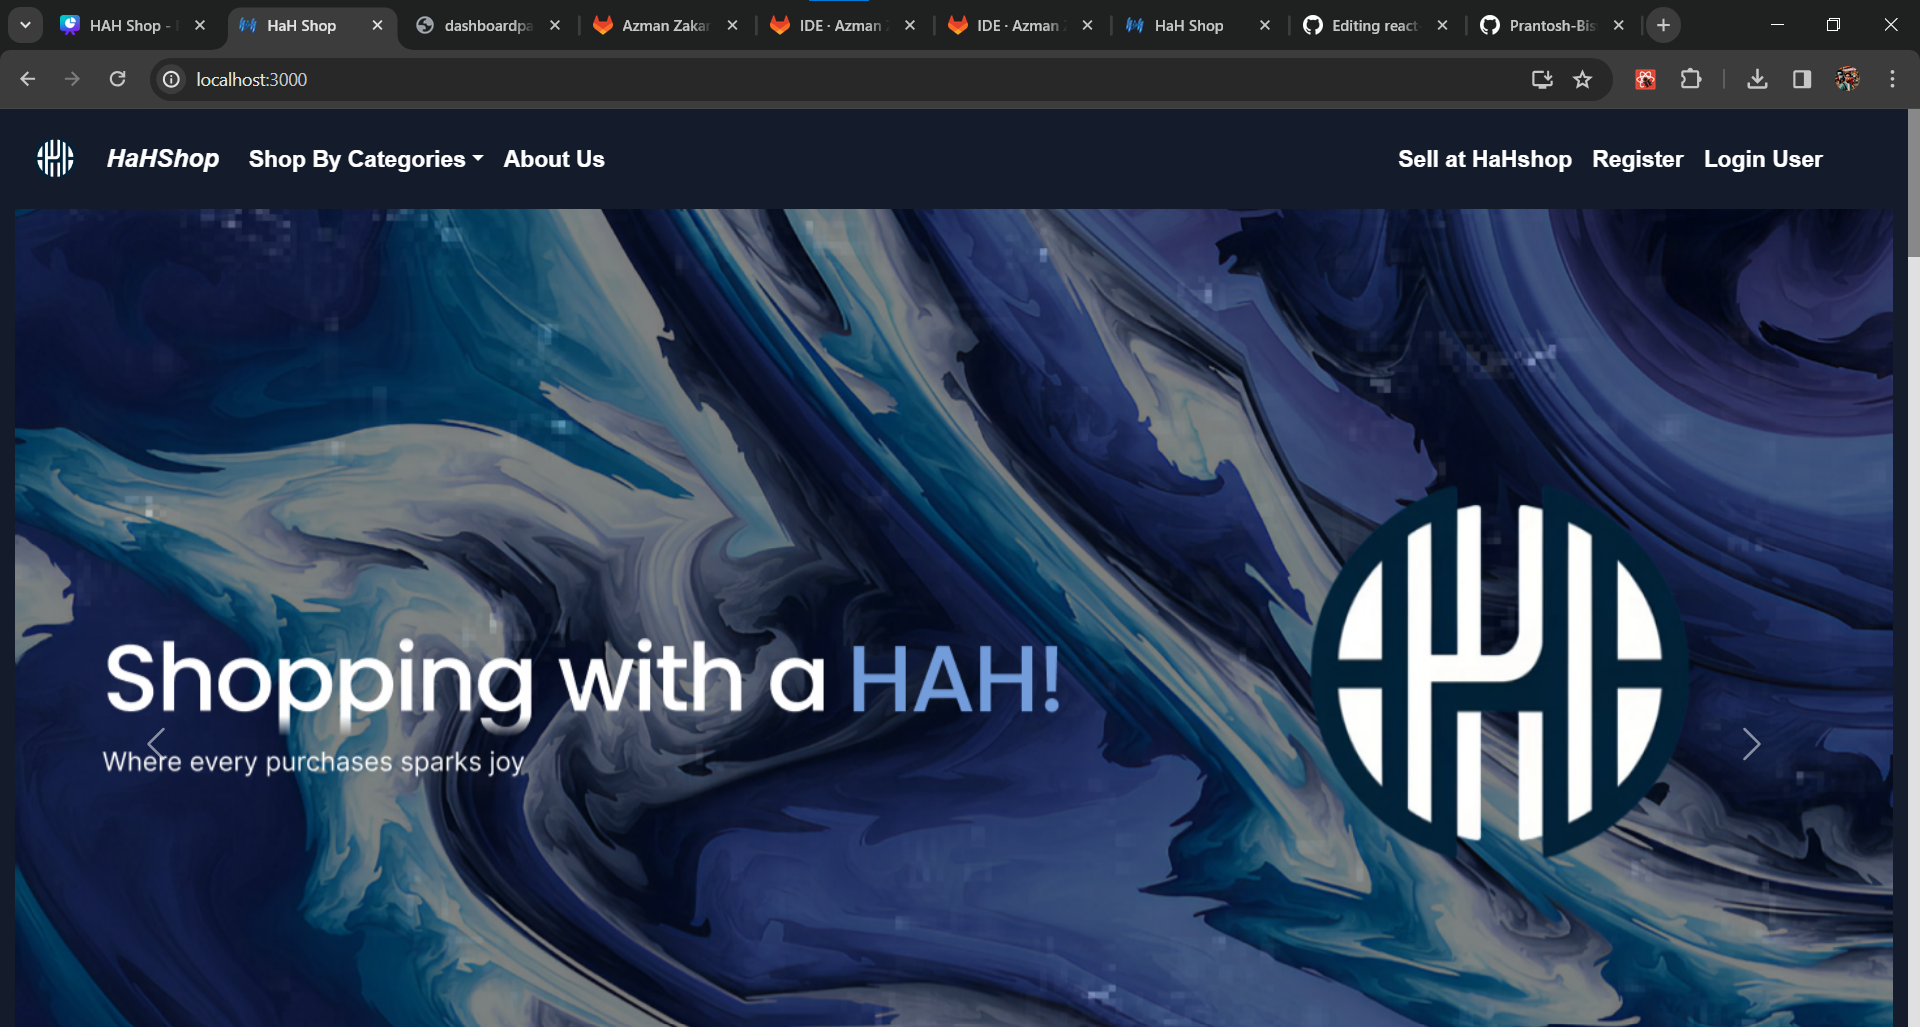 HAH Shop -
HaH Shop
dashboardpa
Azman Zakar
IDE · Azman
IDE · Azman
HaH Shop
Editing react-
Prantosh-Bis
localhost:3000
HaHShop
Shop By Categories
About Us
Sell at HaHshop
Register
Login User
Shopping with a HAH!
Where every purchases sparks joy